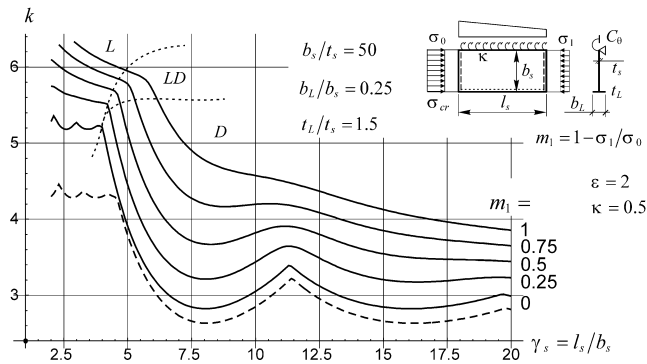 k
6
5
4
3
2.5 5 7.5 10 12.5 15 17.5 20
γ_s = l_s/b_s
L
LD
D
b_s/t_s = 50
b_L/b_s = 0.25
t_L/t_s = 1.5
σ_0
κ
σ_1
b_s
σ_cr
l_s
C_θ
t_s
t_L
b_L
m_1 = 1−σ_1/σ_0
ε = 2
κ = 0.5
m_1 =
1
0.75
0.5
0.25
0